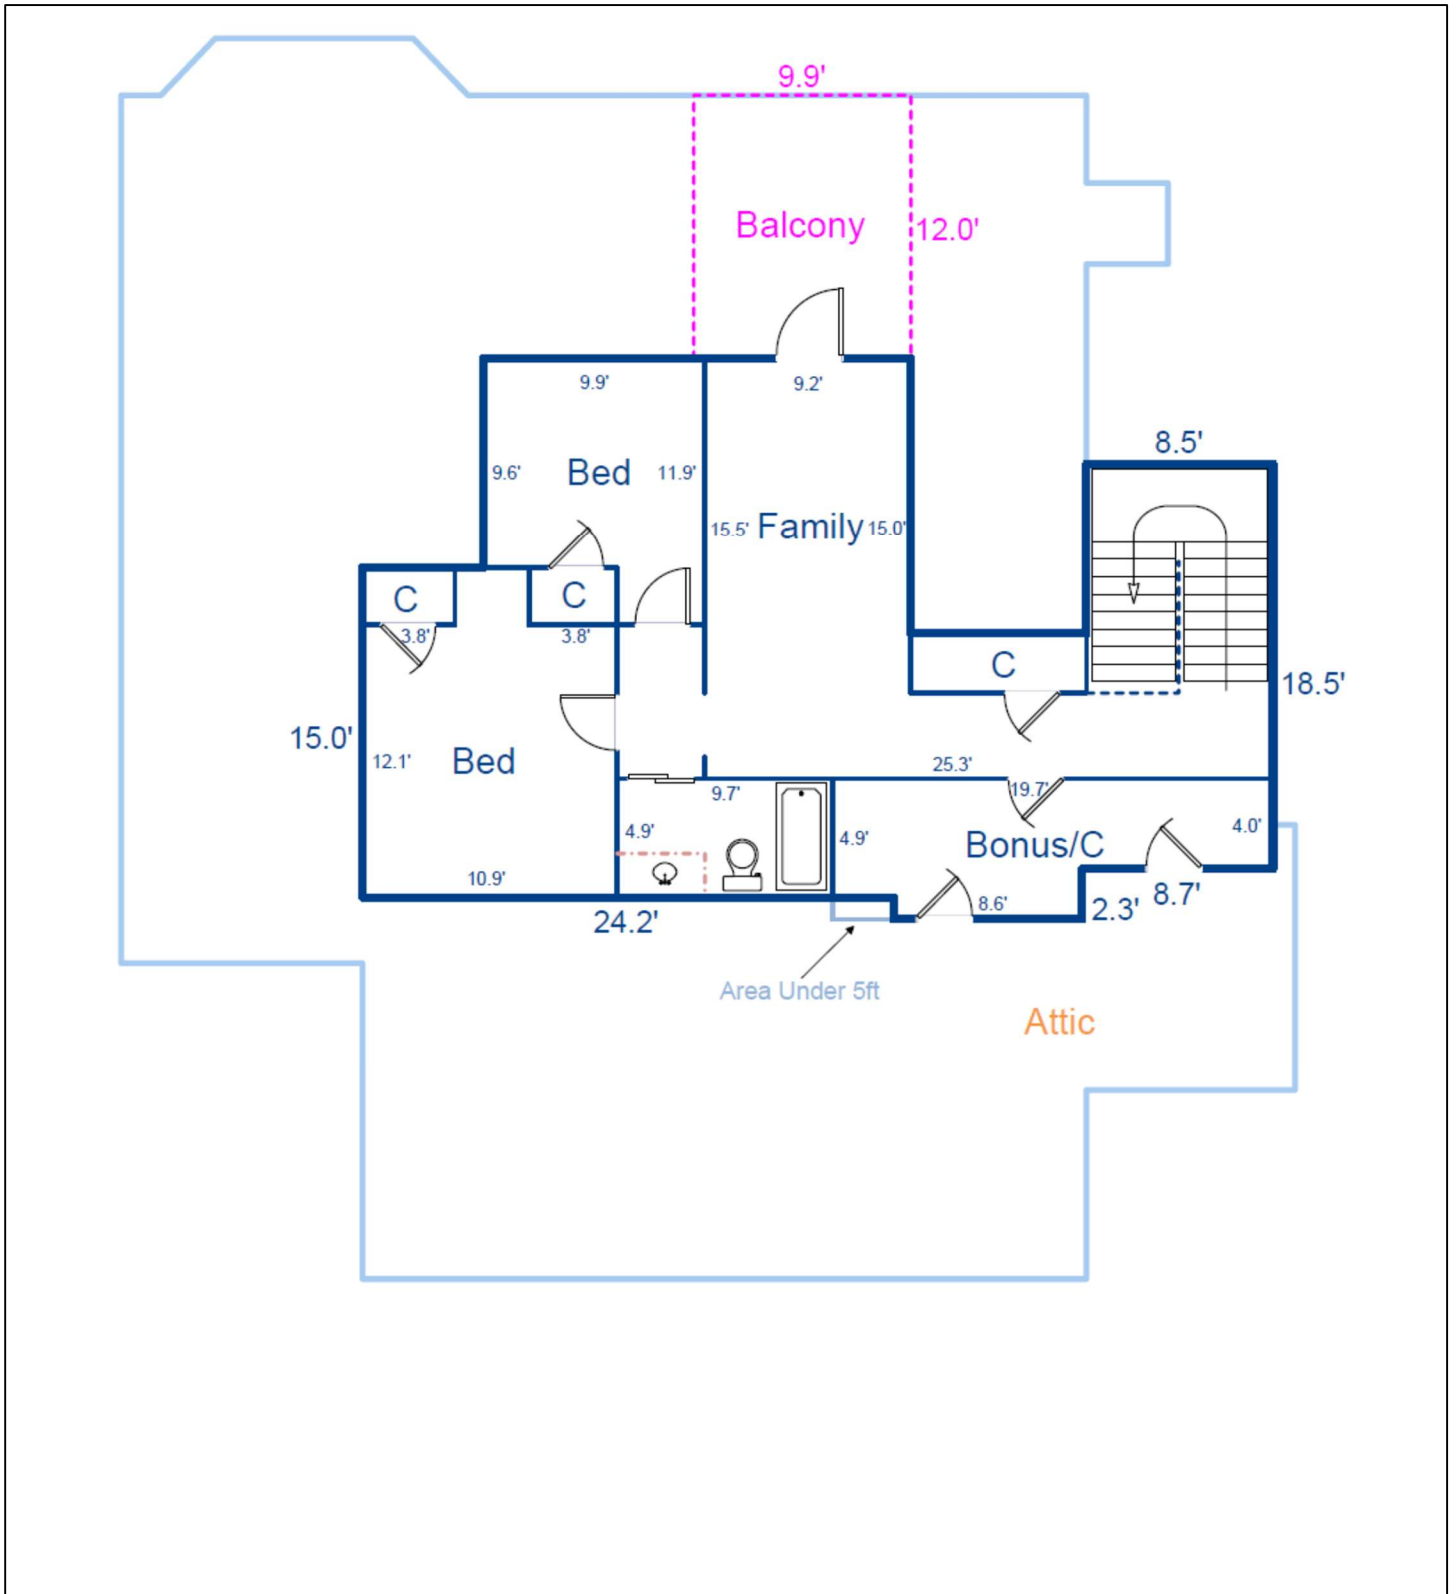 9.9'
Balcony
12.0'
9.9'
9.2'
8.5'
9.6'
Bed
11.9'
15.5'
Family
15.0'
C
C
3.8'
3.8'
C
18.5'
15.0'
12.1'
Bed
25.3'
9.7'
19.7'
4.9'
4.9'
Bonus/C
4.0'
10.9'
8.6'
2.3'
8.7'
24.2'
Area Under 5ft
Attic